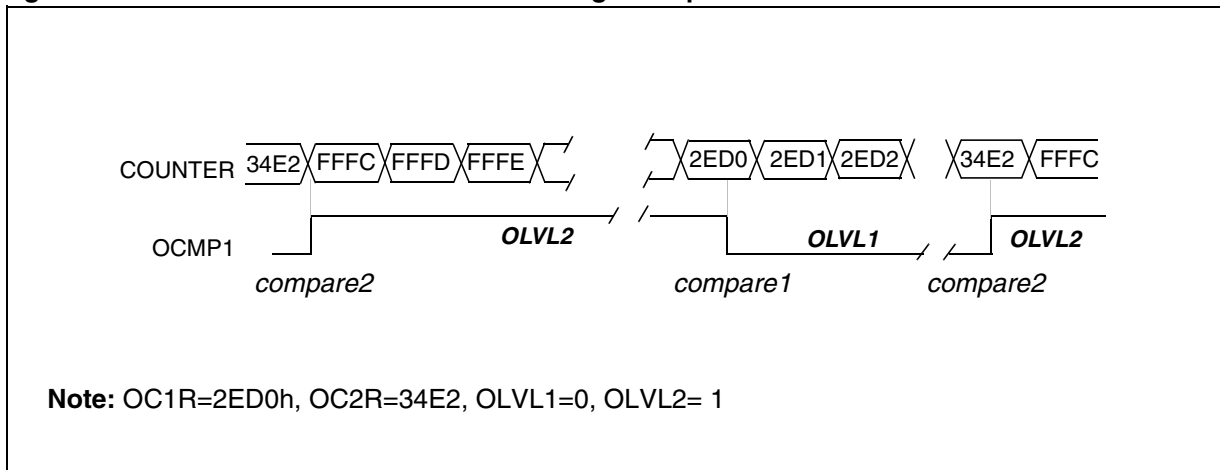 COUNTER 34E2 FFFC FFFD FFFE 2ED0 2ED1 2ED2 34E2 FFFC
OCMP1 OLVL2 OLVL1 OLVL2
compare2 compare1 compare2
Note: OC1R=2ED0h, OC2R=34E2, OLVL1=0, OLVL2= 1